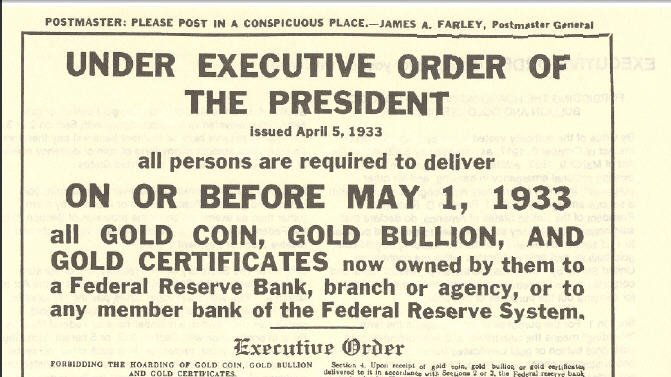 POSTMASTER: PLEASE POST IN A CONSPICUOUS PLACE.—JAMES A. FARLEY, Postmaster General
UNDER EXECUTIVE ORDER OF
THE PRESIDENT
issued April 5, 1933
all persons are required to deliver
ON OR BEFORE MAY 1, 1933
all GOLD COIN, GOLD BULLION, AND
GOLD CERTIFICATES now owned by them to
a Federal Reserve Bank, branch or agency, or to
any member bank of the Federal Reserve System.
Executive Order
FORBIDDING THE HOARDING OF GOLD COIN, GOLD BULLION
AND GOLD CERTIFICATES.
Section 4. Upon receipt of gold coin, gold bullion, or gold certificates
delivered to it in accordance with Sections 2 or 3, the Federal reserve bank